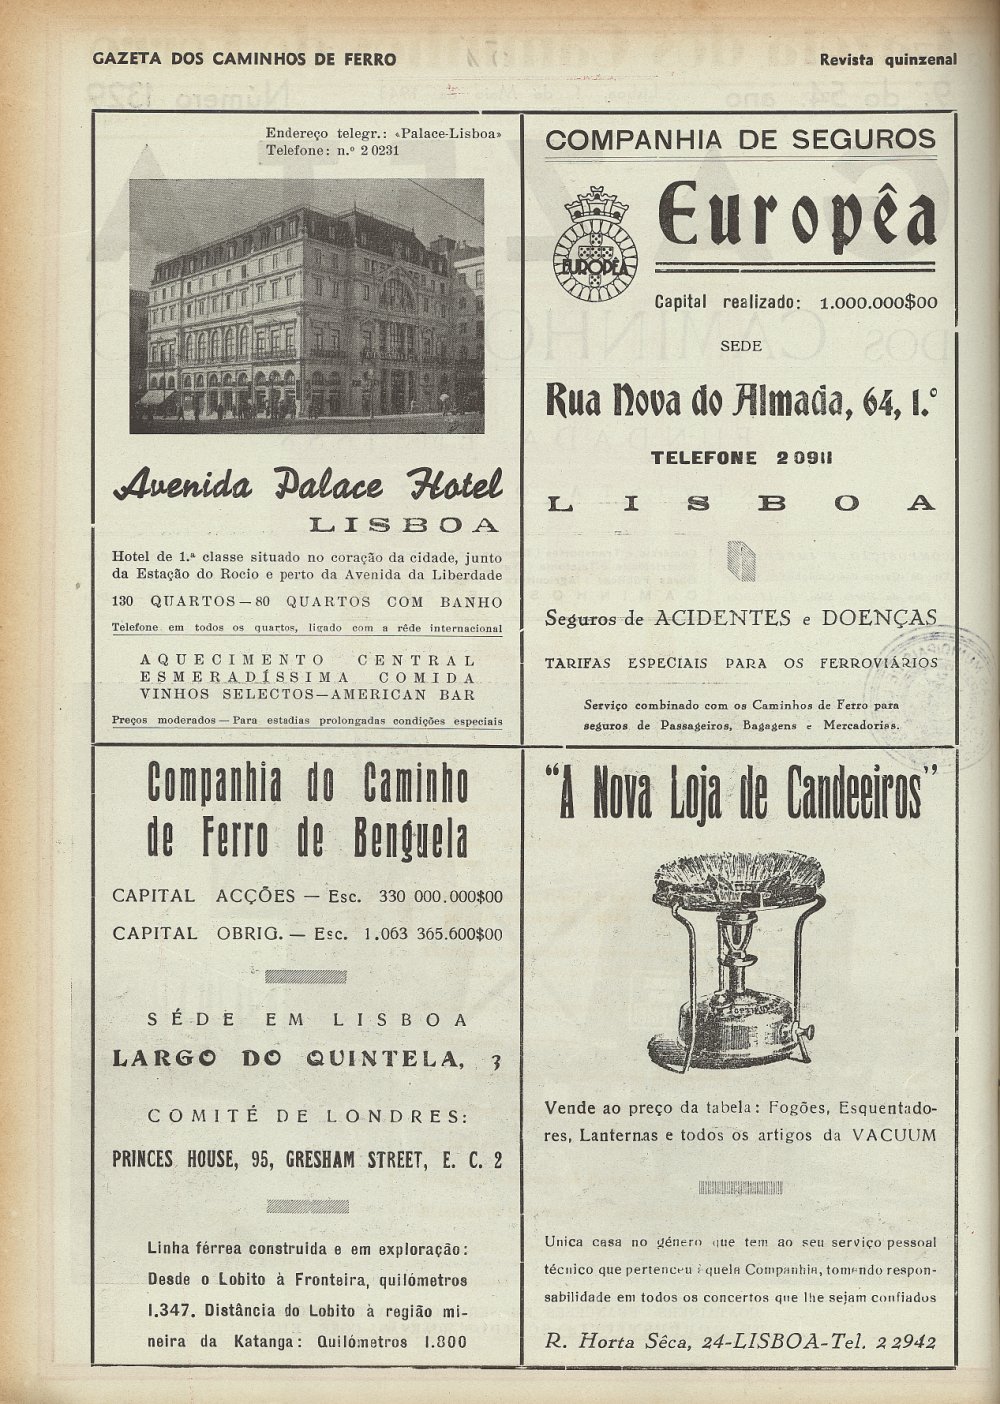 GAZETA DOS CAMINHOS DE FERRO
Revista quinzenal
Endereço telegr.: «Palace-Lisboa»
Telefone: n.º 2 0231
Avenida Palace Hotel
LISBOA
Hotel de 1.ª classe situado no coração da cidade, junto
da Estação do Rocio e perto da Avenida da Liberdade
130 QUARTOS—80 QUARTOS COM BANHO
Telefone em todos os quartos, ligado com a rêde internacional
AQUECIMENTO CENTRAL
ESMERADÍSSIMA COMIDA
VINHOS SELECTOS—AMERICAN BAR
Preços moderados — Para estadias prolongadas condições especiais
COMPANHIA DE SEGUROS
EUROPÊA
Européa
Capital realizado: 1.000.000$00
SEDE
Rua Nova do Almada, 64, 1.º
TELEFONE 2 0911
LISBOA
Seguros de ACIDENTES e DOENÇAS
TARIFAS ESPECIAIS PARA OS FERROVIÁRIOS
Serviço combinado com os Caminhos de Ferro para
seguros de Passageiros, Bagagens e Mercadorias.
Companhia do Caminho
de Ferro de Benguela
CAPITAL ACÇÕES — Esc. 330 000.000$00
CAPITAL OBRIG. — Esc. 1.063 365.600$00
SÉDE EM LISBOA
LARGO DO QUINTELA, 3
COMITÉ DE LONDRES:
PRINCES HOUSE, 95, GRESHAM STREET, E. C. 2
Linha férrea construida e em exploração:
Desde o Lobito à Fronteira, quilómetros
1.347. Distância do Lobito à região mi-
neira da Katanga: Quilómetros 1.800
"A Nova Loja de Candeeiros"
Vende ao preço da tabela: Fogões, Esquentado-
res, Lanternas e todos os artigos da VACUUM
Unica casa no género que tem ao seu serviço pessoal
técnico que pertenceu àquela Companhia, tomando respon-
sabilidade em todos os concertos que lhe sejam confiados
R. Horta Sêca, 24-LISBOA-Tel. 2 2942